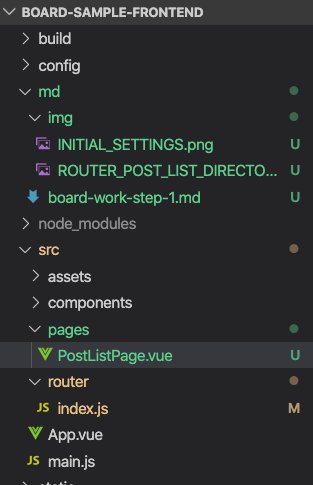 BOARD-SAMPLE-FRONTEND
build
config
md
img
INITIAL_SETTINGS.png U
ROUTER_POST_LIST_DIRECTO... U
board-work-step-1.md U
node_modules
src
assets
components
pages
PostListPage.vue U
router
JS index.js M
App.vue
JS main.js
static